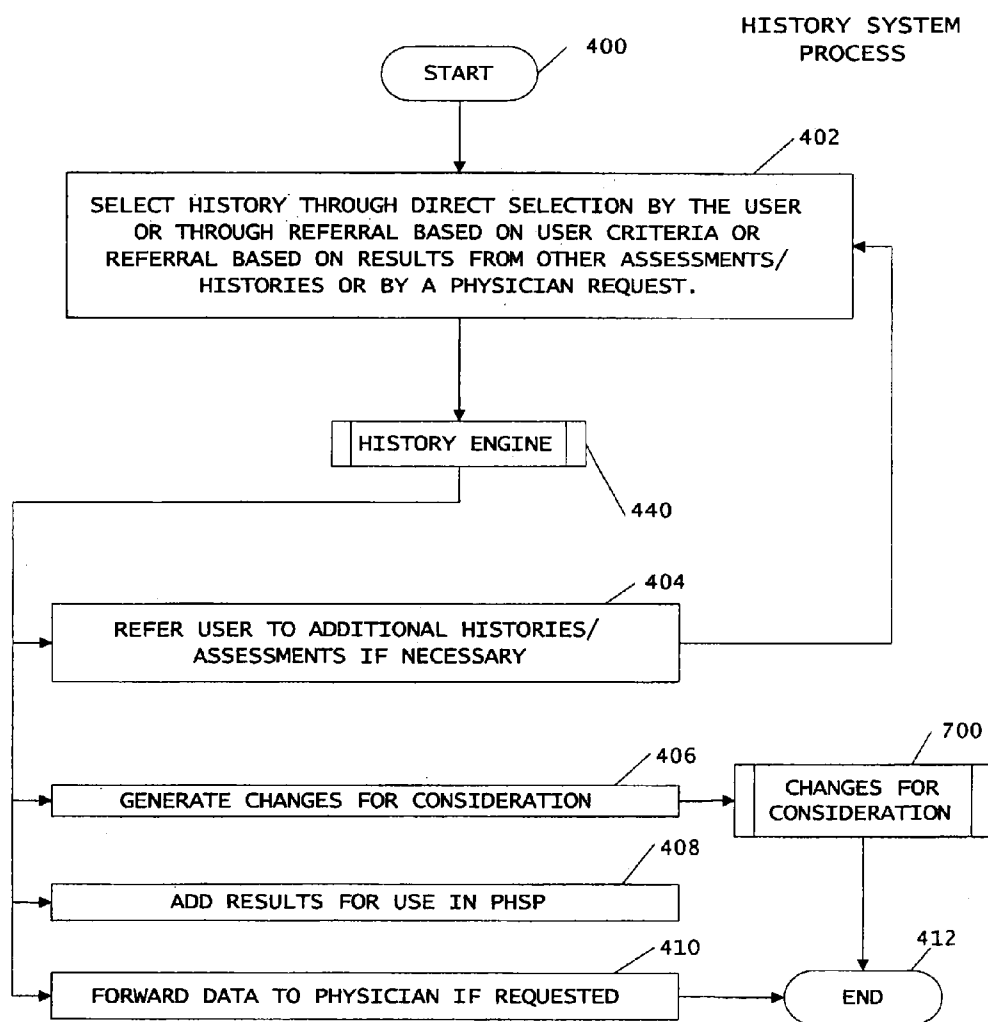 HISTORY SYSTEM
PROCESS
400
START
402
SELECT HISTORY THROUGH DIRECT SELECTION BY THE USER
OR THROUGH REFERRAL BASED ON USER CRITERIA OR
REFERRAL BASED ON RESULTS FROM OTHER ASSESSMENTS/
HISTORIES OR BY A PHYSICIAN REQUEST.
HISTORY ENGINE
440
404
REFER USER TO ADDITIONAL HISTORIES/
ASSESSMENTS IF NECESSARY
406
GENERATE CHANGES FOR CONSIDERATION
700
CHANGES FOR
CONSIDERATION
408
ADD RESULTS FOR USE IN PHSP
410
FORWARD DATA TO PHYSICIAN IF REQUESTED
412
END